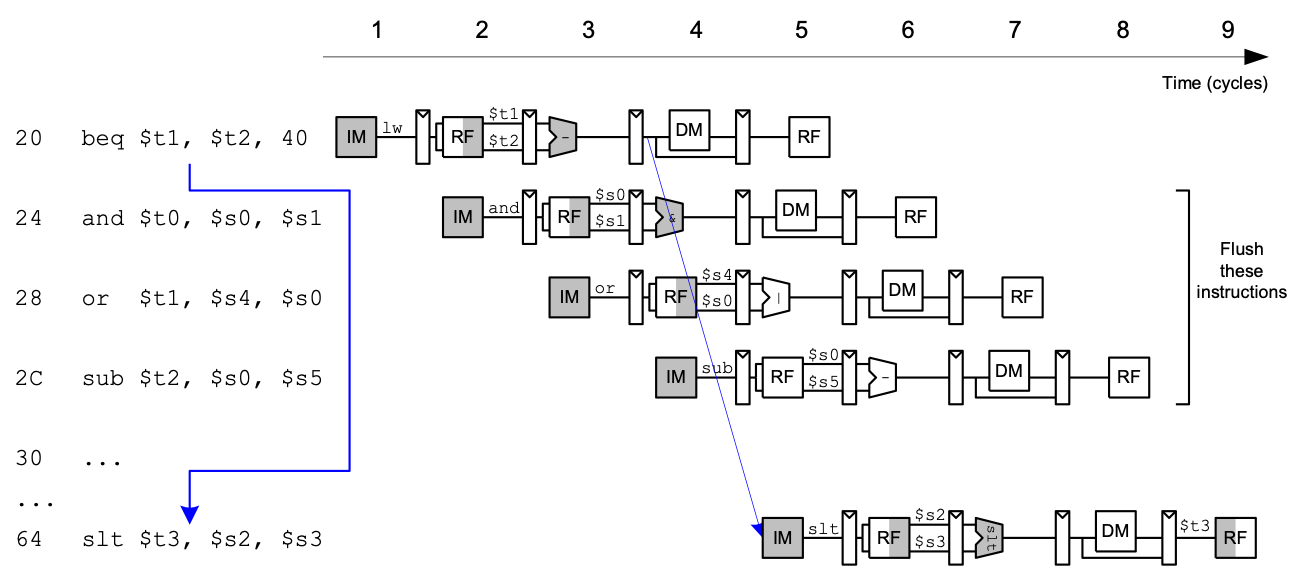 1 2 3 4 5 6 7 8 9
Time (cycles)
20 beq $t1, $t2, 40 IM lw RF $t1 $t2 - DM RF
24 and $t0, $s0, $s1 IM and RF $s0 $s1 & DM RF
28 or $t1, $s4, $s0 IM or RF $s4 $s0 | DM RF
2C sub $t2, $s0, $s5 IM sub RF $s0 $s5 - DM RF
Flush
these
instructions
30 ...
...
64 slt $t3, $s2, $s3 IM slt RF $s2 $s3 slt DM $t3 RF